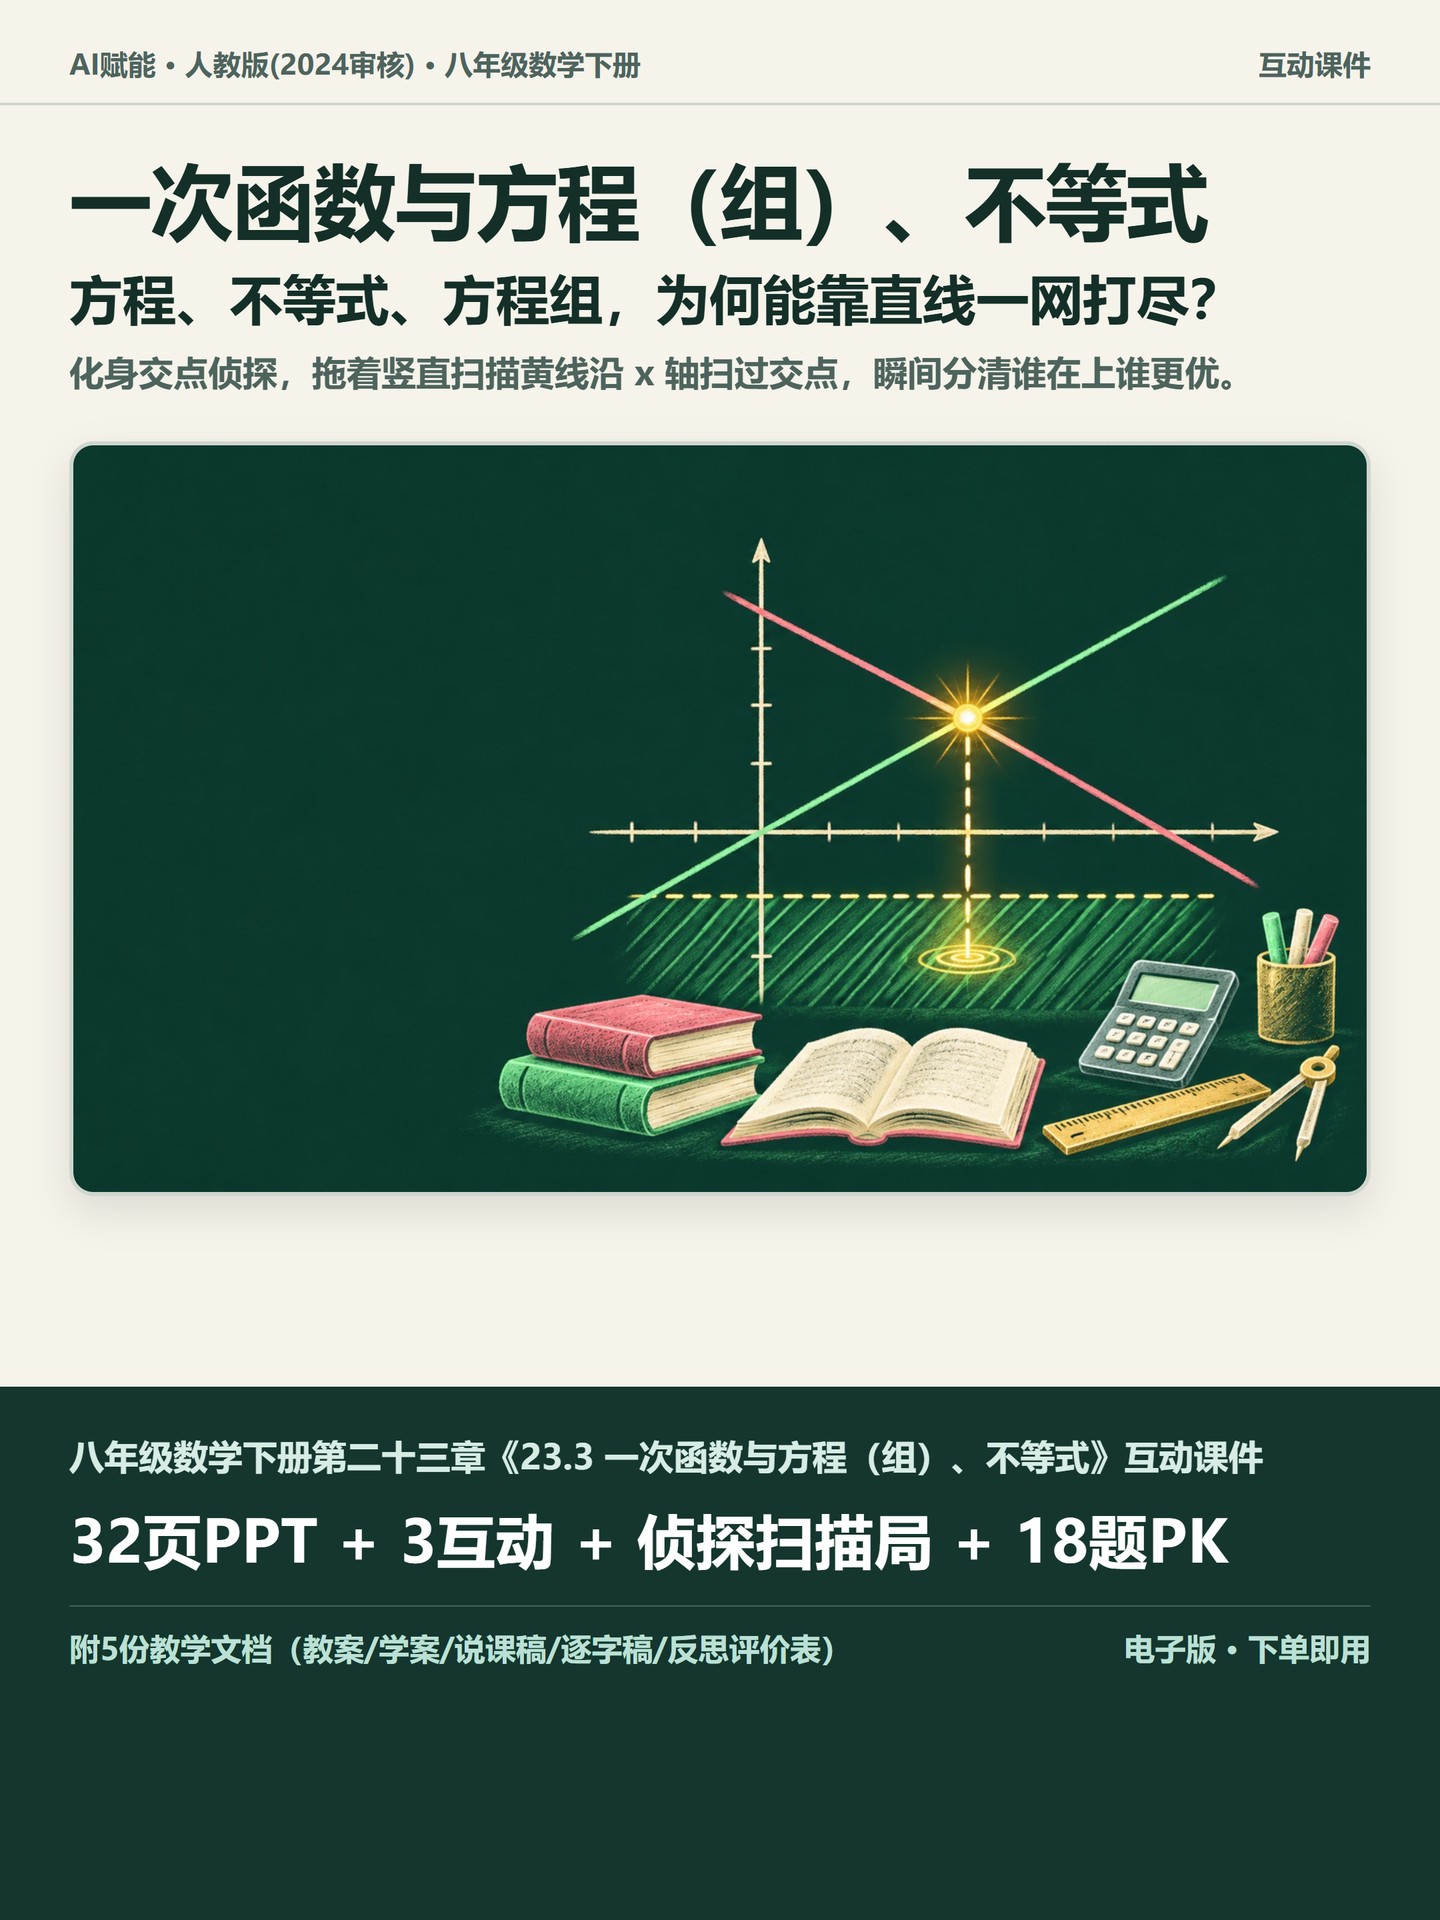 AI赋能 • 人教版(2024审核) • 八年级数学下册
互动课件
一次函数与方程（组）、不等式
方程、不等式、方程组，为何能靠直线一网打尽？
化身交点侦探，拖着竖直扫描黄线沿 x 轴扫过交点，瞬间分清谁在上谁更优。
八年级数学下册第二十三章《23.3 一次函数与方程（组）、不等式》互动课件
32页PPT + 3互动 + 侦探扫描局 + 18题PK
附5份教学文档（教案/学案/说课稿/逐字稿/反思评价表）
电子版 • 下单即用